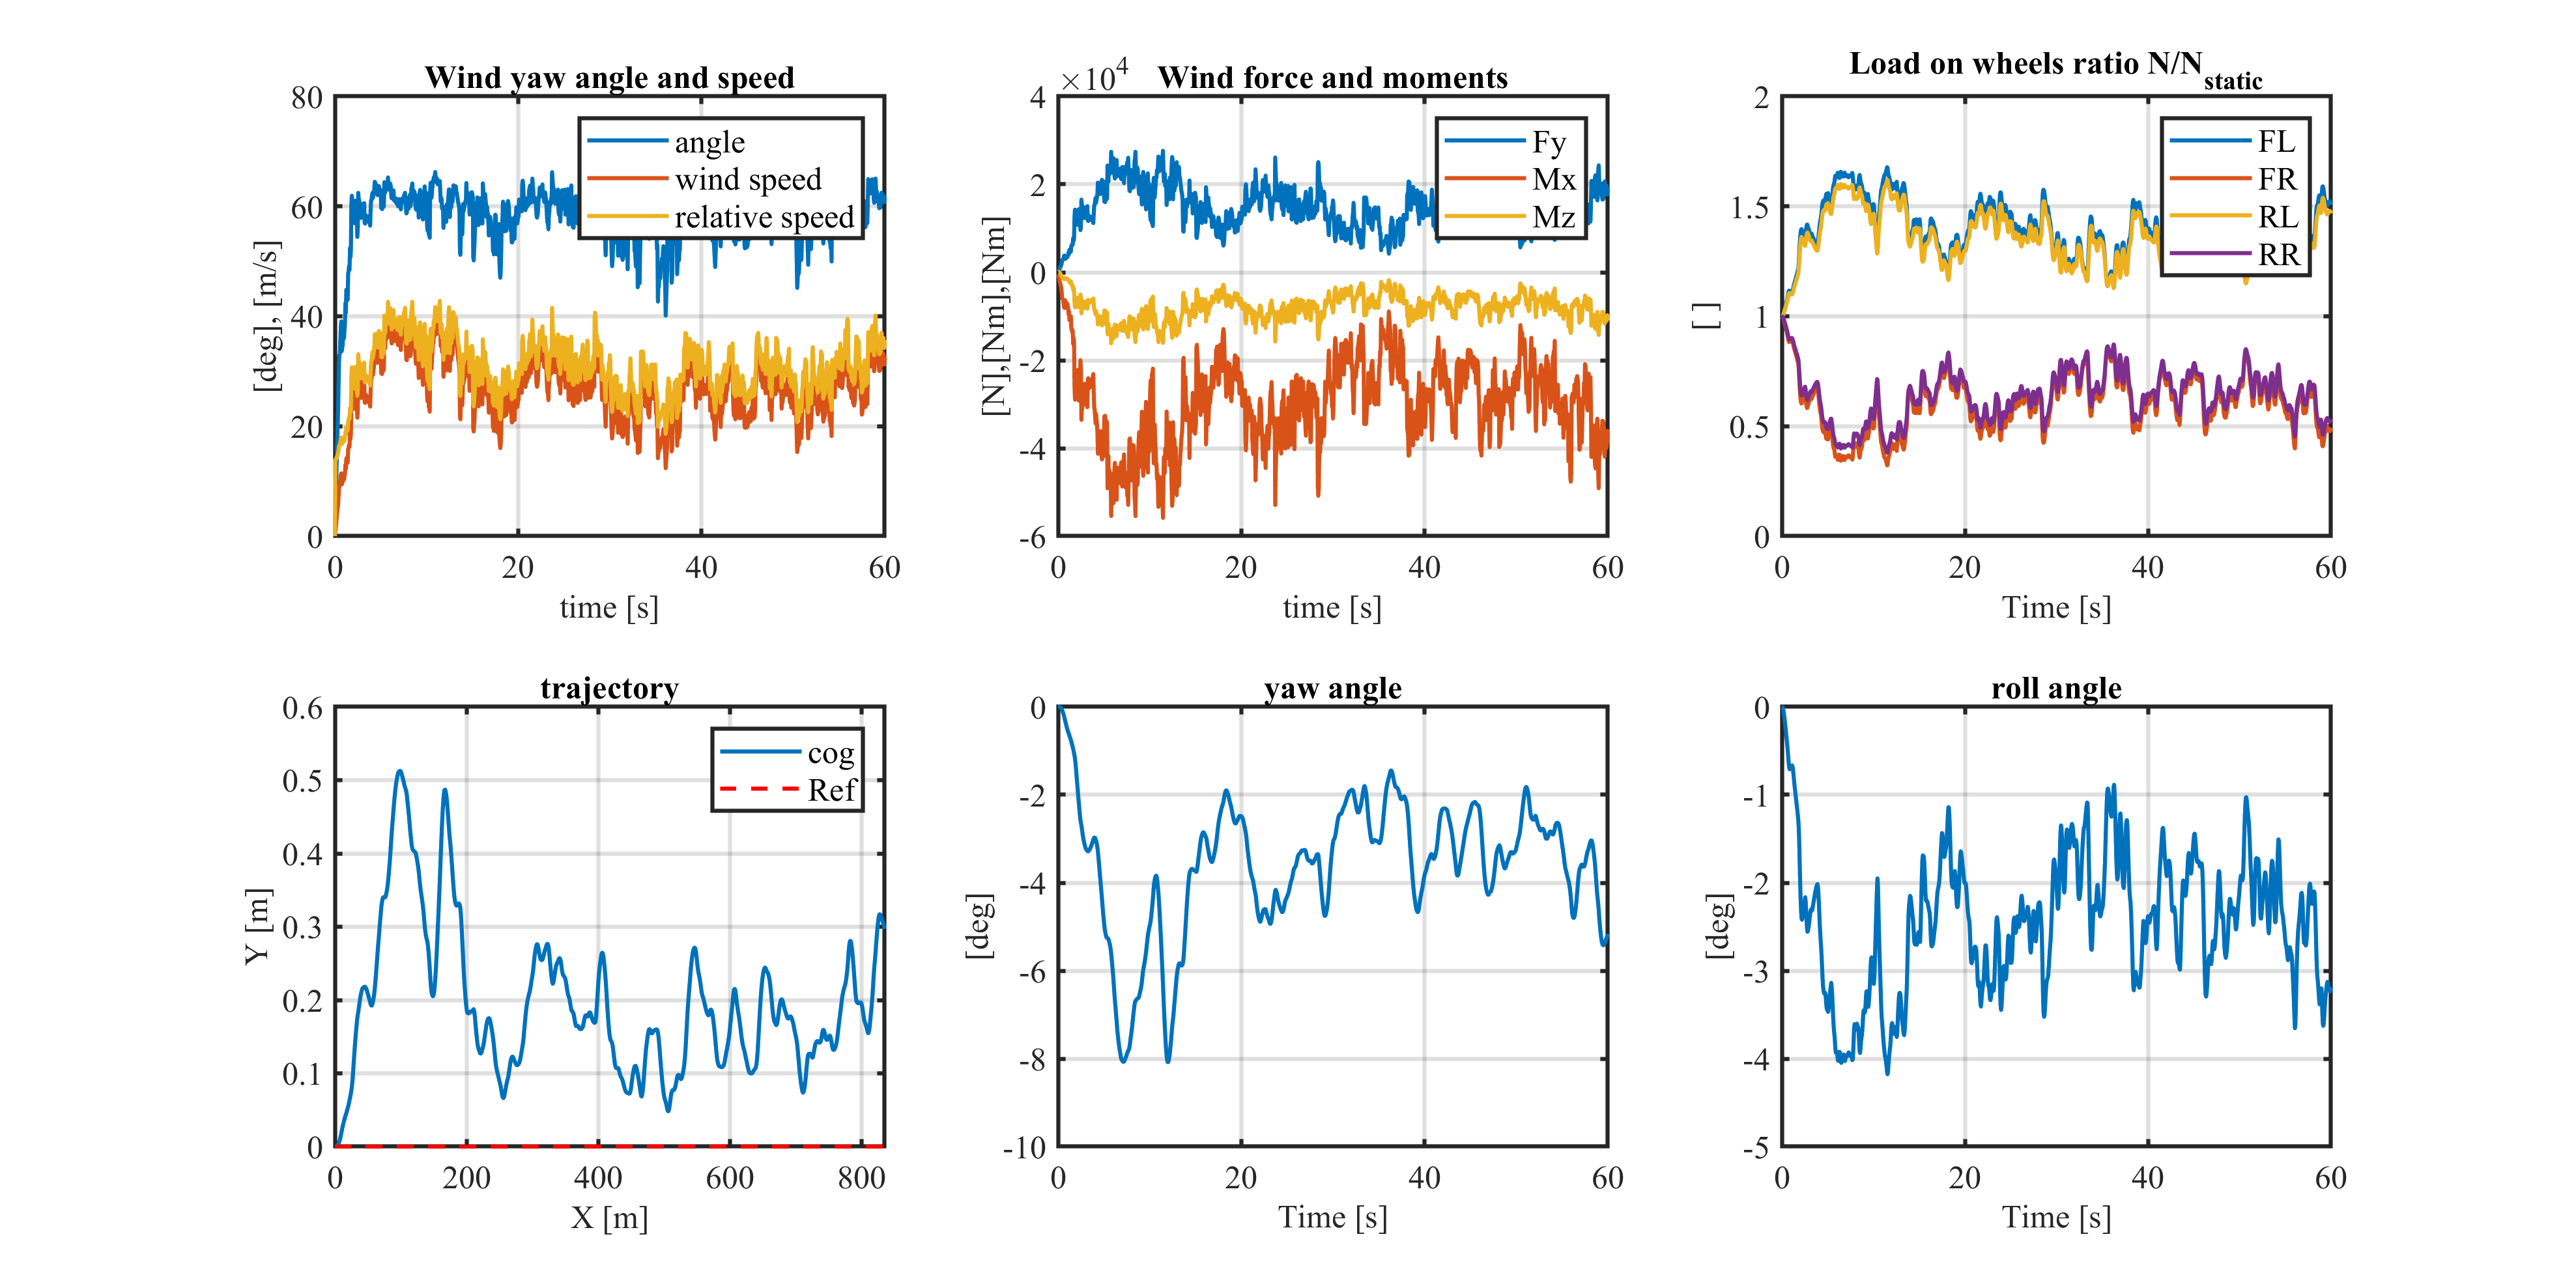 Wind yaw angle and speed
80
60
40
20
0
[deg], [m/s]
angle
wind speed
relative speed
0 20 40 60
time [s]
×10⁴
Wind force and moments
4
2
0
-2
-4
-6
[N],[Nm],[Nm]
Fy
Mx
Mz
0 20 40 60
time [s]
Load on wheels ratio N/N_static
2
1.5
1
0.5
0
[ ]
FL
FR
RL
RR
0 20 40 60
Time [s]
trajectory
0.6
0.5
0.4
0.3
0.2
0.1
0
Y [m]
cog
Ref
0 200 400 600 800
X [m]
yaw angle
0
-2
-4
-6
-8
-10
[deg]
0 20 40 60
Time [s]
roll angle
0
-1
-2
-3
-4
-5
[deg]
0 20 40 60
Time [s]